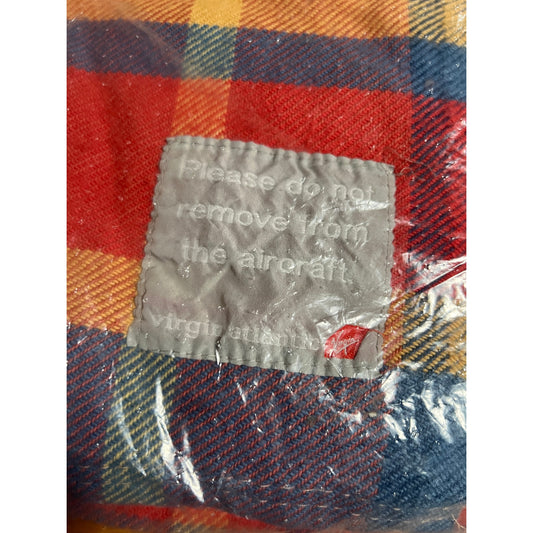 Please do not
remove from
the aircraft
virgin atlantic